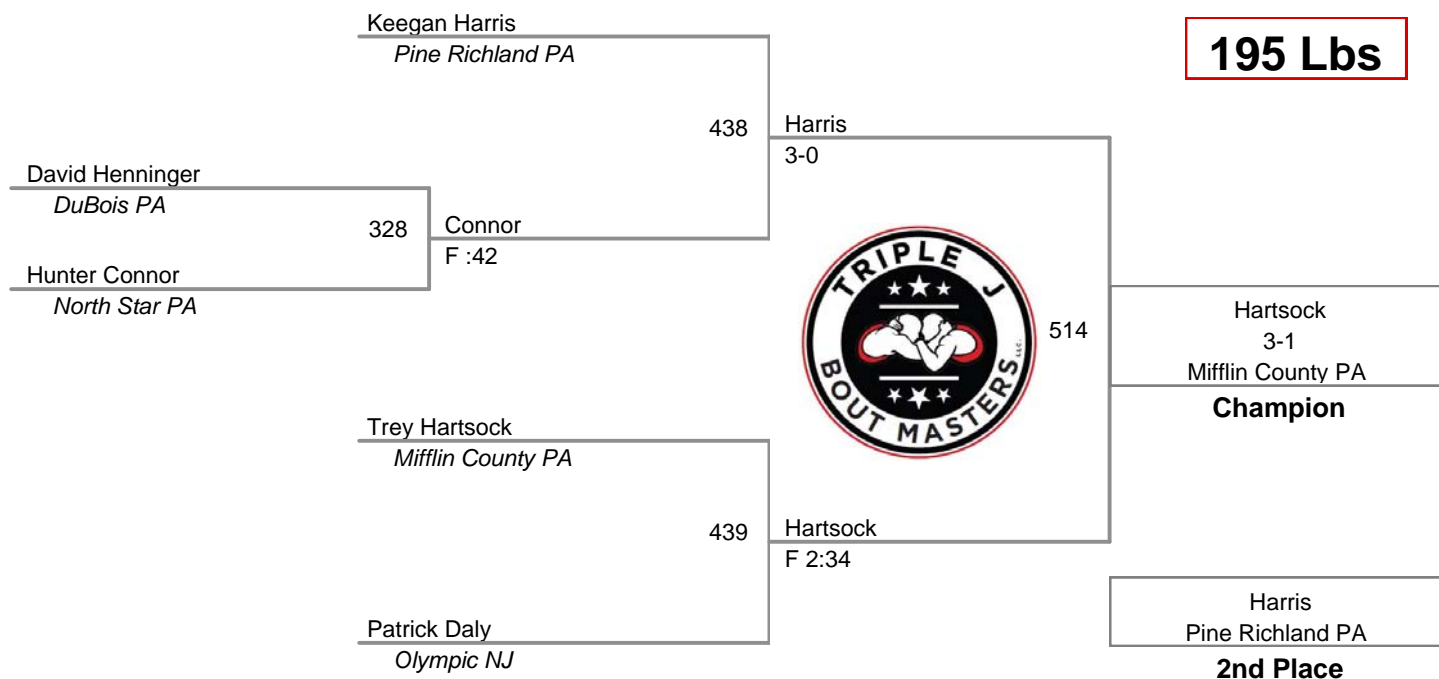 Keegan Harris
Pine Richland PA
195 Lbs
438
Harris
3-0
David Henninger
DuBois PA
328
Connor
F :42
Hunter Connor
North Star PA
TRIPLE J
BOUT MASTERS LLC.
514
Hartsock
3-1
Mifflin County PA
Champion
Trey Hartsock
Mifflin County PA
439
Hartsock
F 2:34
Patrick Daly
Olympic NJ
Harris
Pine Richland PA
2nd Place